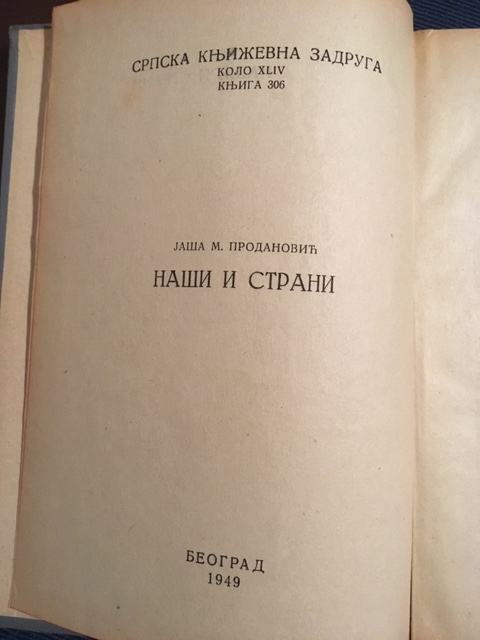 СРПСКА КЊИЖЕВНА ЗАДРУГА
КОЛО XLIV
КЊИГА 306
ЈАША М. ПРОДАНОВИЋ
НАШИ И СТРАНИ
БЕОГРАД
1949